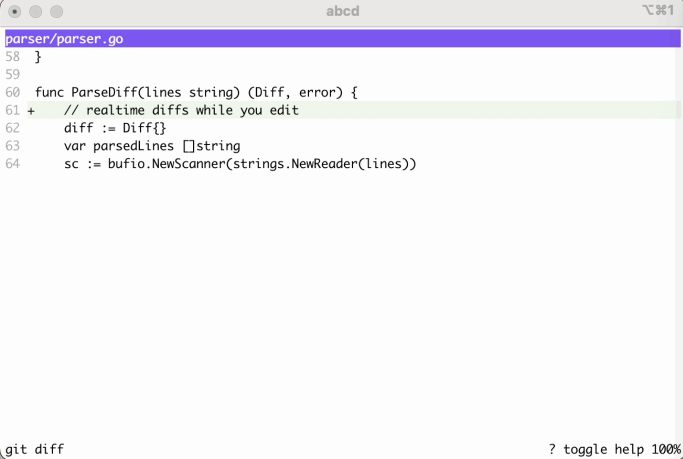 abcd
⌥⌘1
parser/parser.go
58 }
59
60 func ParseDiff(lines string) (Diff, error) {
61 + // realtime diffs while you edit
62 diff := Diff{}
63 var parsedLines []string
64 sc := bufio.NewScanner(strings.NewReader(lines))
git diff
? toggle help 100%